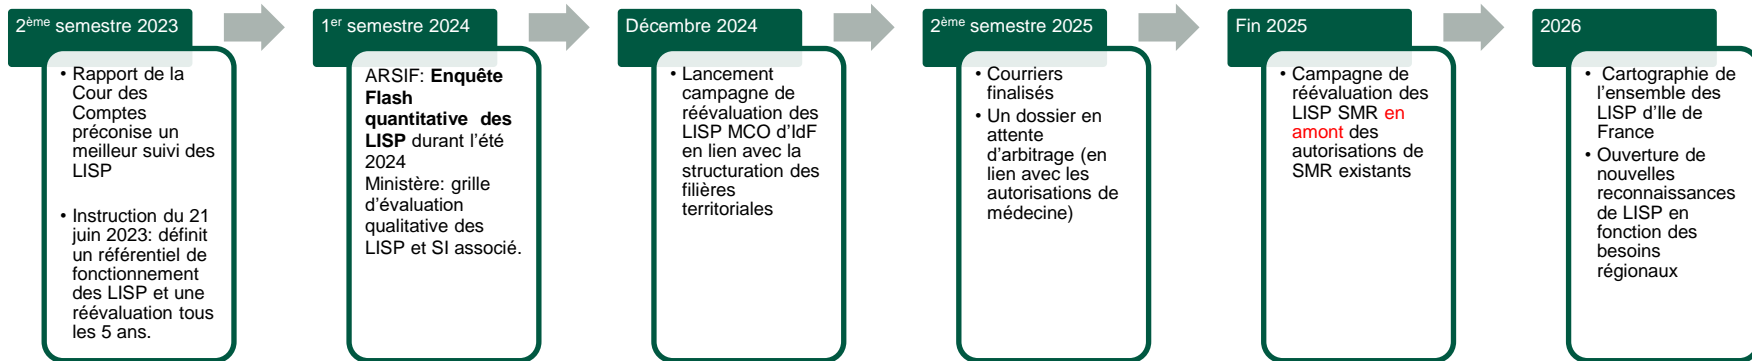 2ème semestre 2023
• Rapport de la
Cour des
Comptes
préconise un
meilleur suivi des
LISP
• Instruction du 21
juin 2023: définit
un référentiel de
fonctionnement
des LISP et une
réévaluation tous
les 5 ans.
1er semestre 2024
ARSIF: Enquête
Flash
quantitative des
LISP durant l'été
2024
Ministère: grille
d'évaluation
qualitative des
LISP et SI associé.
Décembre 2024
• Lancement
campagne de
réévaluation des
LISP MCO d'IdF
en lien avec la
structuration des
filières
territoriales
2ème semestre 2025
• Courriers
finalisés
• Un dossier en
attente
d'arbitrage (en
lien avec les
autorisations de
médecine)
Fin 2025
• Campagne de
réévaluation des
LISP SMR en
amont des
autorisations de
SMR existants
2026
• Cartographie de
l'ensemble des
LISP d'Ile de
France
• Ouverture de
nouvelles
reconnaissances
de LISP en
fonction des
besoins
régionaux